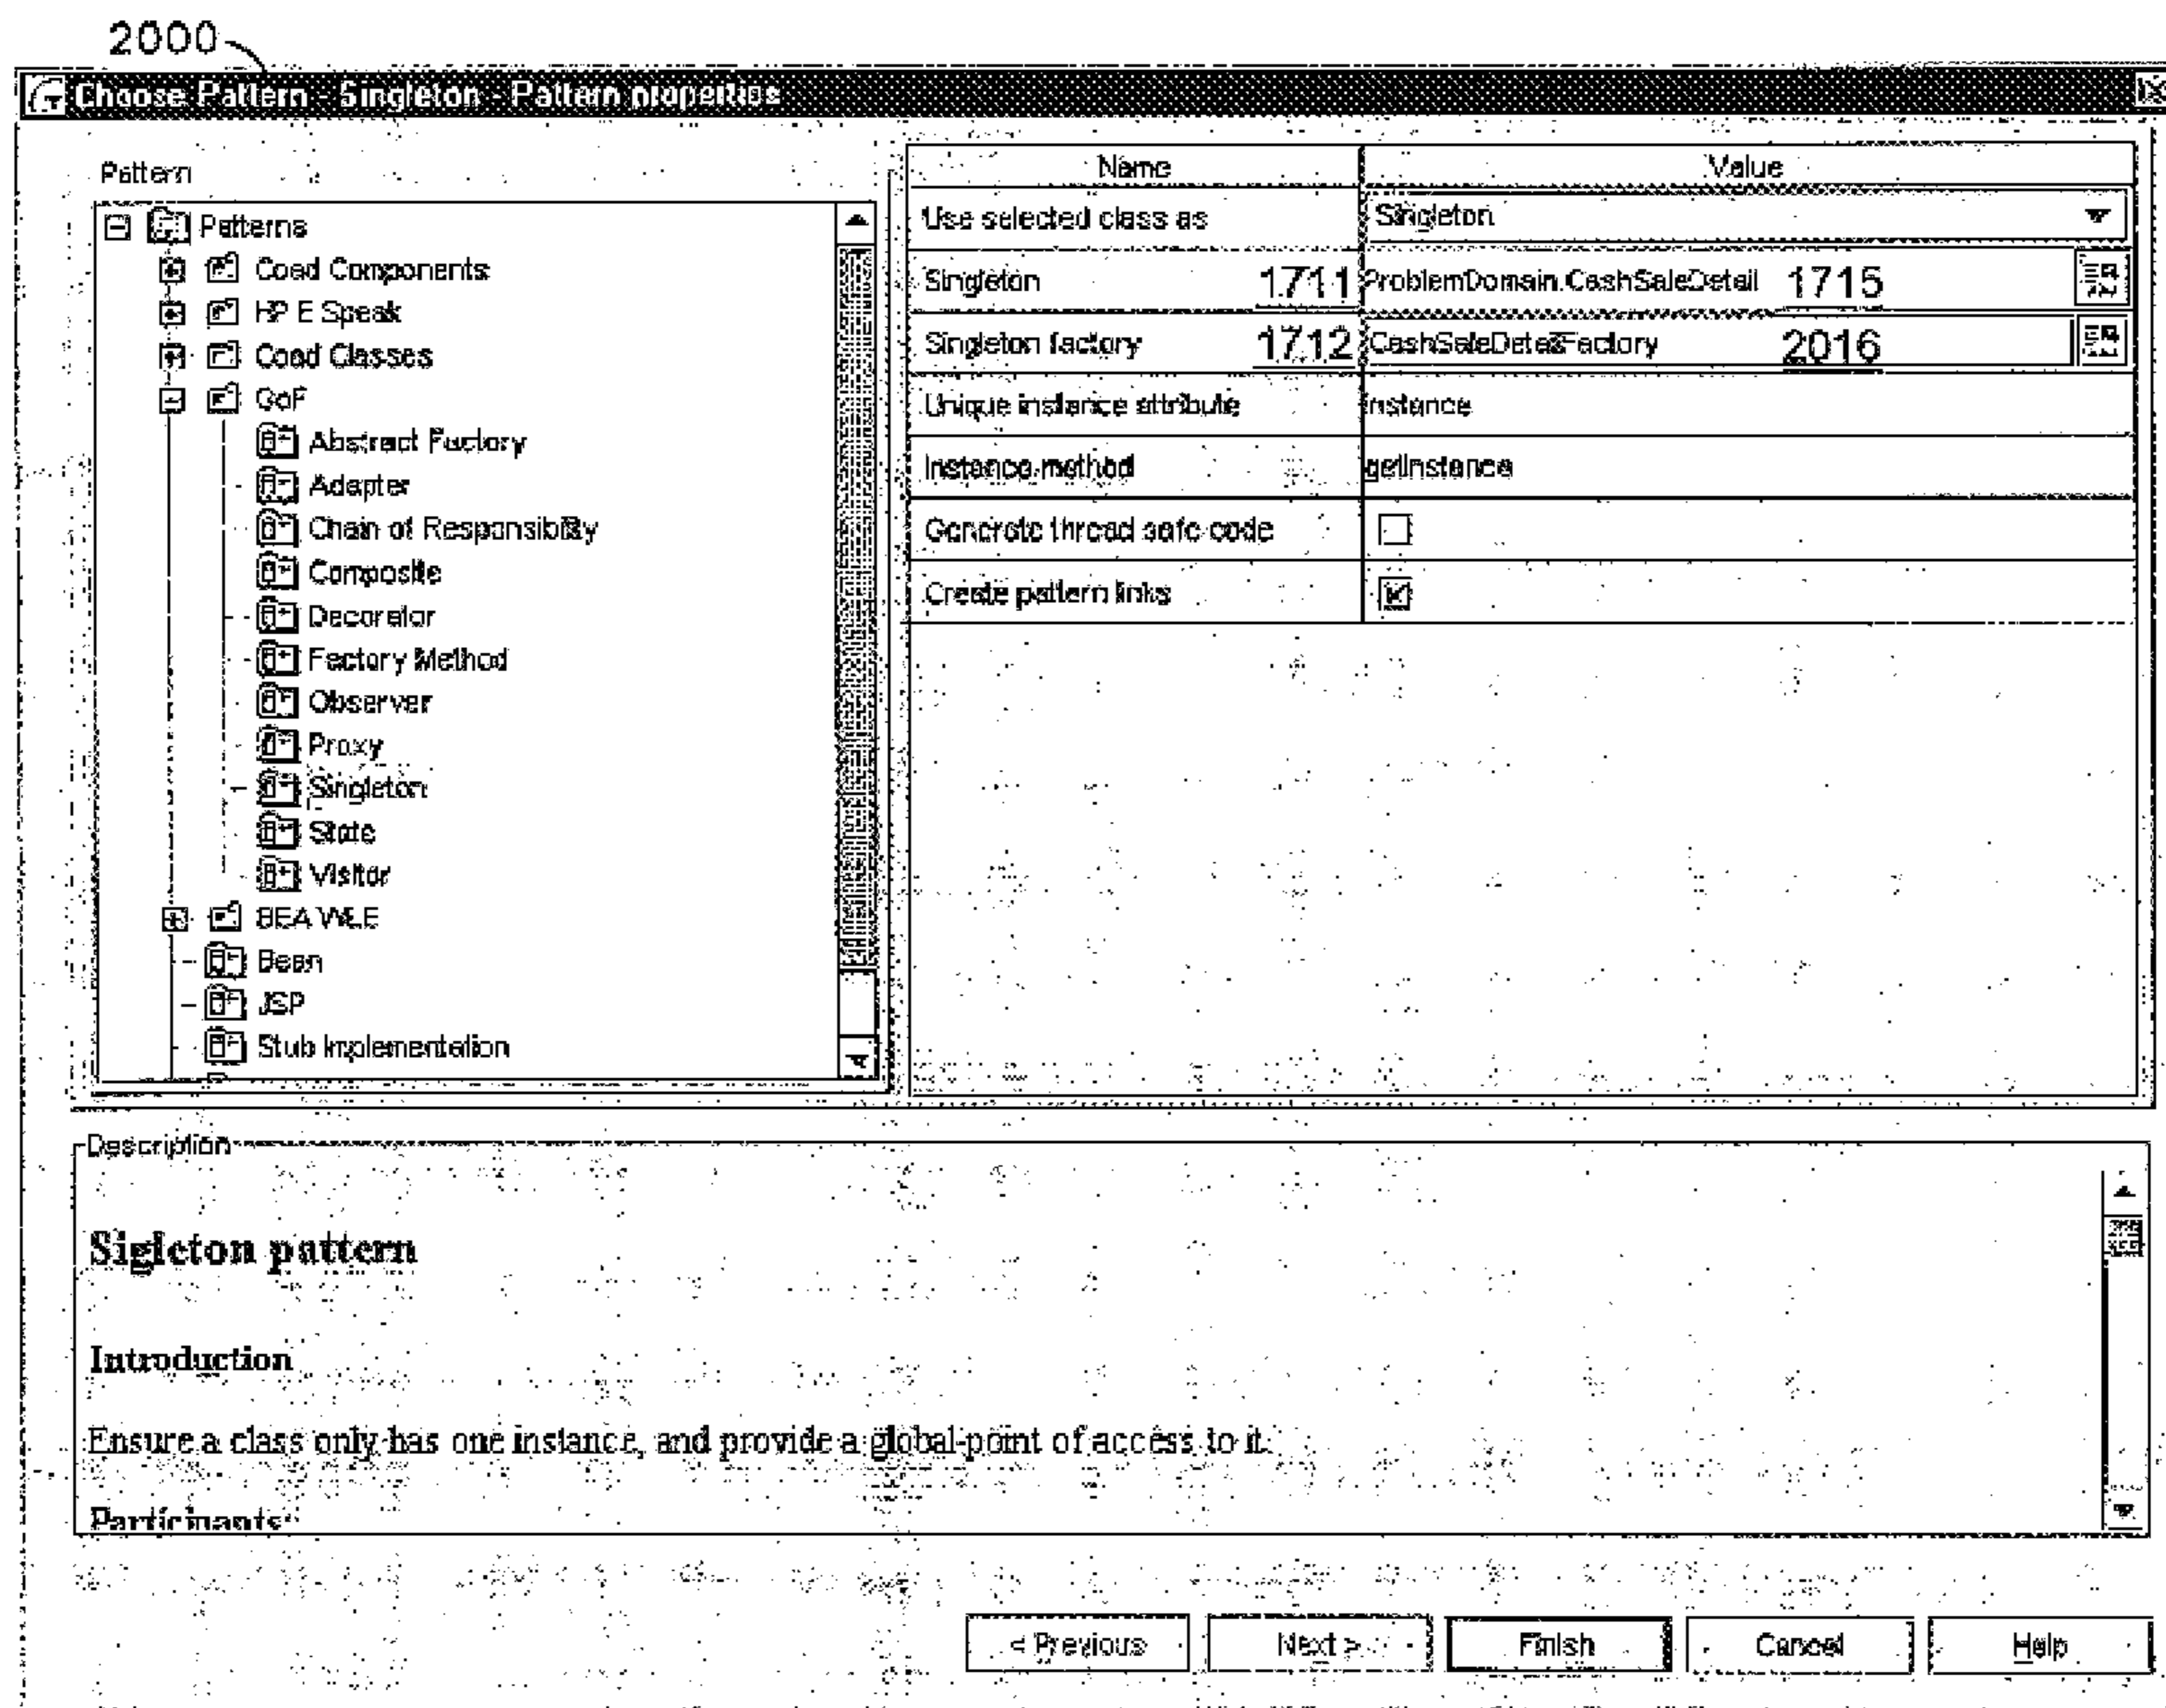 2000
Choose Pattern - Singleton - Pattern properties
Pattern
Patterns
Coad Components
HP E Speak
Coad Classes
GoF
Abstract Factory
Adapter
Chain of Responsibility
Composite
Decorator
Factory Method
Observer
Proxy
Singleton
State
Visitor
BEA WLE
Bean
JSP
Stub Implementation
Name Value
Use selected class as Singleton
Singleton 1711 ProblemDomain.CashSaleDetail 1715
Singleton factory 1712 CashSaleDetailFactory 2016
Unique instance attribute instance
Instance method getInstance
Generate thread safe code
Create pattern links
Description
Sigleton pattern
Introduction
Ensure a class only has one instance, and provide a global point of access to it.
Participants
< Previous Next > Finish Cancel Help